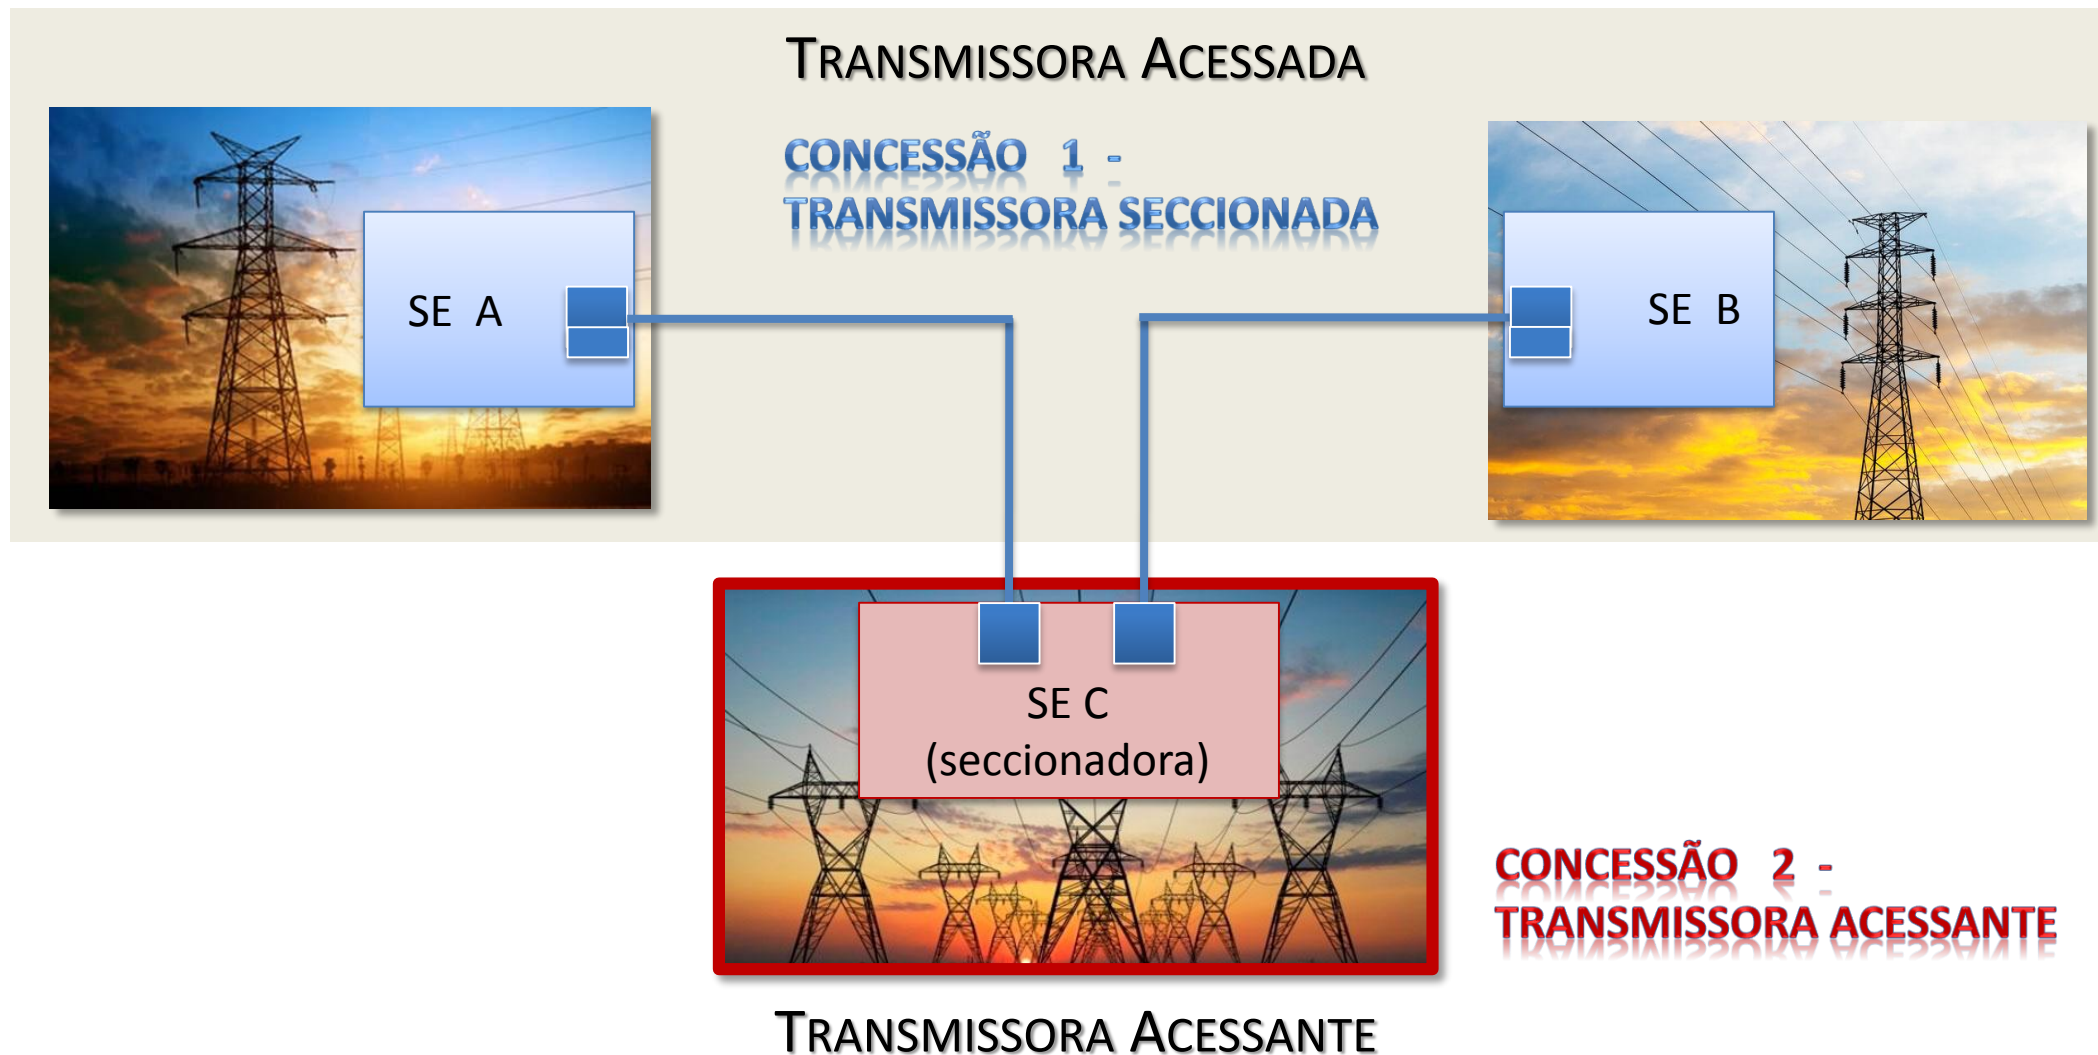 TRANSMISSORA ACESSADA
CONCESSÃO 1 -
TRANSMISSORA SECCIONADA
SE A
SE B
SE C
(seccionadora)
CONCESSÃO 2 -
TRANSMISSORA ACESSANTE
TRANSMISSORA ACESSANTE